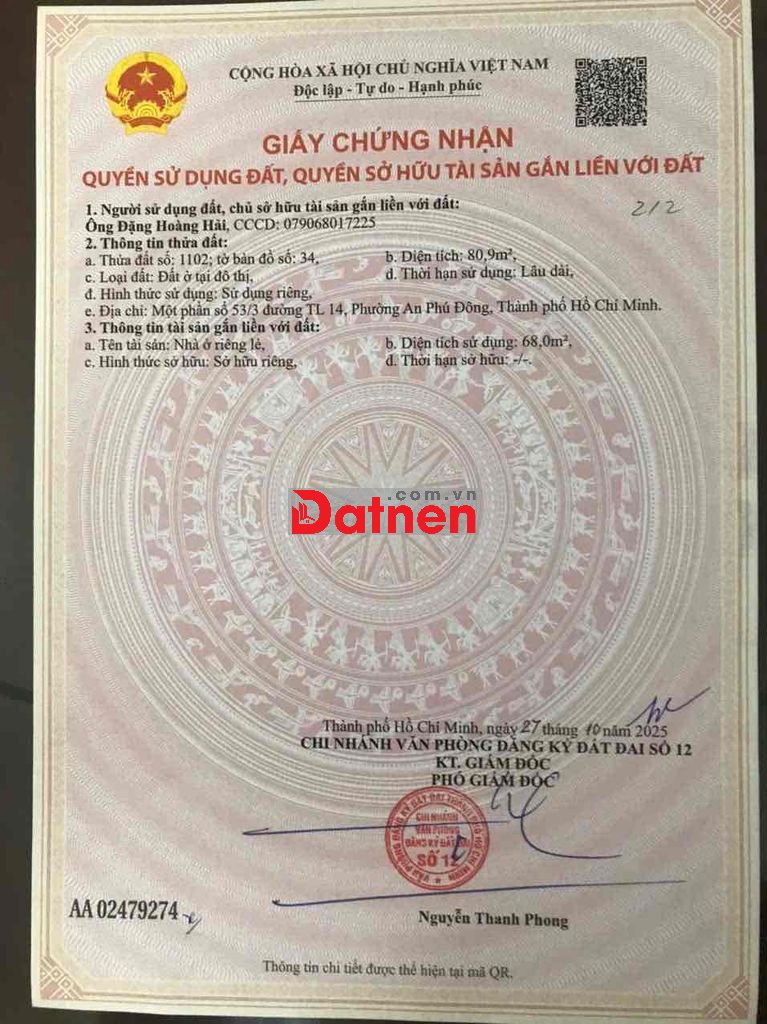 CỘNG HÒA XÃ HỘI CHỦ NGHĨA VIỆT NAM
Độc lập - Tự do - Hạnh phúc
GIẤY CHỨNG NHẬN
QUYỀN SỬ DỤNG ĐẤT, QUYỀN SỞ HỮU TÀI SẢN GẮN LIỀN VỚI ĐẤT
212
1. Người sử dụng đất, chủ sở hữu tài sản gắn liền với đất:
Ông Đặng Hoàng Hải, CCCD: 079068017225
2. Thông tin thửa đất:
a. Thửa đất số: 1102; tờ bản đồ số: 34, b. Diện tích: 80,9m²,
c. Loại đất: Đất ở tại đô thị, d. Thời hạn sử dụng: Lâu dài,
đ. Hình thức sử dụng: Sử dụng riêng,
e. Địa chỉ: Một phần số 53/3 đường TL 14, Phường An Phú Đông, Thành phố Hồ Chí Minh.
3. Thông tin tài sản gắn liền với đất:
a. Tên tài sản: Nhà ở riêng lẻ, b. Diện tích sử dụng: 68,0m²,
c. Hình thức sở hữu: Sở hữu riêng, d. Thời hạn sở hữu: -/-.
.com.vn
Datnen
Thành phố Hồ Chí Minh, ngày 27 tháng 10 năm 2025
CHI NHÁNH VĂN PHÒNG ĐĂNG KÝ ĐẤT ĐAI SỐ 12
KT. GIÁM ĐỐC
PHÓ GIÁM ĐỐC
CHI NHÁNH
VĂN PHÒNG
ĐĂNG KÝ ĐẤT ĐAI
SỐ 12
AA 02479274
Nguyễn Thanh Phong
Thông tin chi tiết được thể hiện tại mã QR.